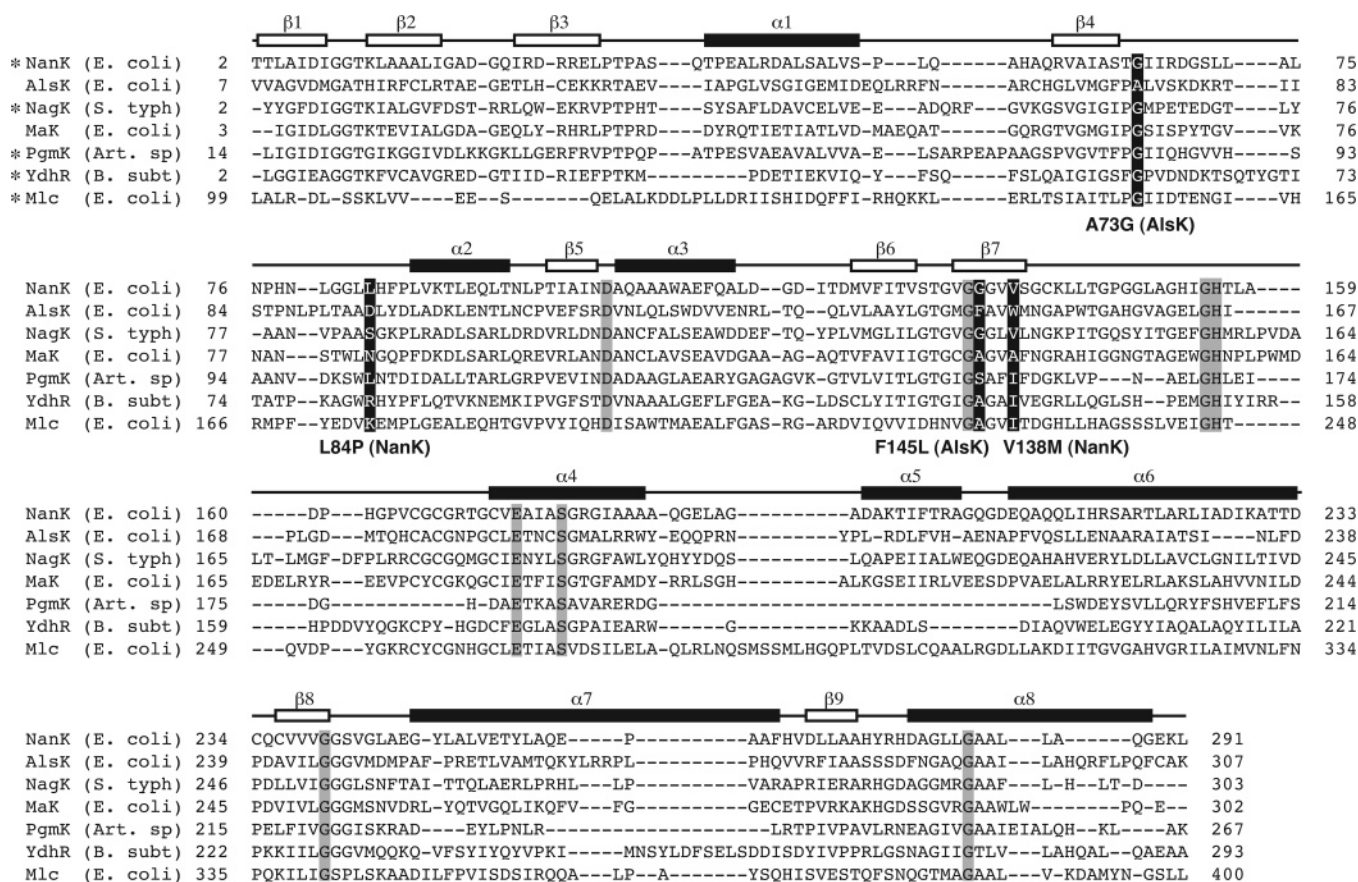 β1 β2 β3 α1 β4
* NanK (E. coli) 2 TTLAIDIGGTKLAAALIGAD-GQIRD-RRELPTPAS--QTPEALRDALSALVS-P--LQ-----AHAQRVAIASTGIIRDGSLL----AL 75
AlsK (E. coli) 7 VVAGVDMGATHIRFCLRTAE-GETLH-CEKKRTAEV----IAPGLVSGIGEMIDEQLRRFN----ARCHGLVMGFPALVSKDKRT----II 83
* NagK (S. typh) 2 --YYGFDIGGTKIALGVFDST-RRLQW-EKRVPTPHT----SYSAFLDAVCELVE---ADQRF--GVKGSVGIGIPGMPETEDGT----LY 76
MaK (E. coli) 3 --IGIDLGGTKTEVIALGDA-GEQLY-RHRLPTPRD----DYRQTIETIATLVD-MAEQAT----GQRGTVGMGIPGSISPYTGV----VK 76
* PgmK (Art. sp) 14 -LIGIDIGGTGIKGGIVDLKKGKLLGERFRVPTPQP---ATPESVAEAVALVVA-E--LSARPEAPAAGSPVGVTFPGIIQHGVVH-----S 93
* YdhR (B. subt) 2 -LGGIEAGGTKFVCAVGRED-GTIID-RIEFPTKM------PDETIEKVIQ---Y--FSQ----FSLQAIGIGSFGPVDNDKTSQTYGTI 73
* Mlc (E. coli) 99 LALR-D-LSSKLVV---EE--S----QELALKDDLPLLDRIISHIDQFFI-RHQKKL----ERLTSIAITLPGIIDTENGI----VH 165
A73G (AlsK)
α2 β5 α3 β6 β7
NanK (E. coli) 76 NPHN--LGGLLHFPLVKTLEQLTNLPTIAINDAQAAAWAEFQALD--GD-ITDMVFITVSTGVGGGVVSGCKLLTGPGGLAGHIGHTLA---- 159
AlsK (E. coli) 84 STPNLPLTAADLYDLADKLENTLNCPVEFSRDVNLQLSWDVVENRL-TQ--QLVLAAYLGTGMGFAVWMNGAPWTGAHGVAGELGHI----- 167
NagK (S. typh) 77 -AAN--VPAASGKPLRADLSARLDRDVRLDNDANCFALSEAWDDEF-TQ--YPLVMGLILGTGVGGGLVLNGKPITGQSYITGEFGHMRLPVDA 164
MaK (E. coli) 77 NAN---STWLNGQPFDKDLSARLQREVRLANDANCLAVSEAVDGAA-AG-AQTVFAVIIGTGCGAGVAFNGRAHIGGNGTAGEWGHNPLPWMD 164
PgmK (Art. sp) 94 AANV--DKSWLNTDIDALLTARLGRPVEVINDADAAGLAEARYGAGAGVK-GTVLVITLGTGIGSAFIFDGKLVP---N--AELGHLEI---- 174
YdhR (B. subt) 74 TATP--KAGWRHYPFLQTVKNEMKIPVGFSTDVNAAALGEFLFGEA-KG-LDSCLYITIGTGIGAGAIVEGRLLQGLSH--PEMGHIYIRR--- 158
Mlc (E. coli) 166 RMPF--YEDVKEMPLGEALEQHTGVPVYIQHDISAWTMAEALFGAS-RG-ARDVIQVVIDHNVGAGVITDGHLLHAGSSSLVEIGHT----- 248
L84P (NanK) F145L (AlsK) V138M (NanK)
α4 α5 α6
NanK (E. coli) 160 -----DP---HGPVCGCGRTGCVEAIASGRGIAAAA-AQGELAG-------ADAKTIFTRAGQGDEQAQQLIHRSARTLARLIADIKATTD 233
AlsK (E. coli) 168 --PLGD---MTQHCACGNPGCLETNCSGMALRRWY-EQQPRN------YPL-RDLFVH-AENAPFVQSLLENAARAIATSI---NLFD 238
NagK (S. typh) 165 LT-LMGF-DFPLRRCGCGQMGCIENYLSGRGFAWLYQHYYDQS-------LQAPEIIALWEQGDEQAHAHVERYLDLLAVCLGNILTIVD 245
MaK (E. coli) 165 EDELRYR---EEVPCYCGKQGCIETFISGTGFAMDY-RRLSGH------ALKGSEIIRLVEESDPVAELALRRYELRLAKSLAHVVNILD 244
PgmK (Art. sp) 175 ----DG-----------H-DAETKASAVARERDG------------------------LSWDEYSVLLQRYFSHVEFLFS 214
YdhR (B. subt) 159 -----HPDDVYQGKCPY-HGDCFEGLASGPAIEARW----G-------KKAADLS-----DIAQVWELEGYYIAQALAQYILILA 221
Mlc (E. coli) 249 --QVDP---YGKRCYCGNHGCLETIASVDSILELA-QLRLNQSMSSMLHGQPLTVDSLCQAALRGDLLAKDIITGVGAHVGRILAIMVNLFN 334
β8 α7 β9 α8
NanK (E. coli) 234 CQCVVVGGSVGLAEG-YLALVETYLAQE----P-------AAFHVDLLAAHYRHDAGLLGAAL---LA----QGEKL 291
AlsK (E. coli) 239 PDAVILGGGVMDMPAF-PRETLVAMTQKYLRRPL------PHQVVRFIAASSSDFNGAQGAAI---LAHQRFLPQFCAK 307
NagK (S. typh) 246 PDLLVIGGGLSNFTAI-TTQLAERLPRHL---LP------VARAPRIERARHGDAGGMRGAAF---L-H--LT-D---- 303
MaK (E. coli) 245 PDVIVLGGGMSNVDRL-YQTVGQLIKQFV---FG------GECETPVRKAKHGDSSGVRGAAWLW-----PQ-E-- 302
PgmK (Art. sp) 215 PELFIVGGGISKRAD----EYLPNLR--------------LRTPIVPAVLRNEAGIVGAAIEIALQH--KL---AK 267
YdhR (B. subt) 222 PKKIILGGGVMQQKQ-VFSYIYQYVPKI-----MNSYLDFSELSDDISDYIVPPRLGSNAGIIGTLV---LAHQAL--QAEAA 293
Mlc (E. coli) 335 PQKILIGSPLSKAADILFPVISDSIRQQA--LP--A----YSQHISVESTQFSNQGTMAGAAL---V-KDAMYN-GSLL 400